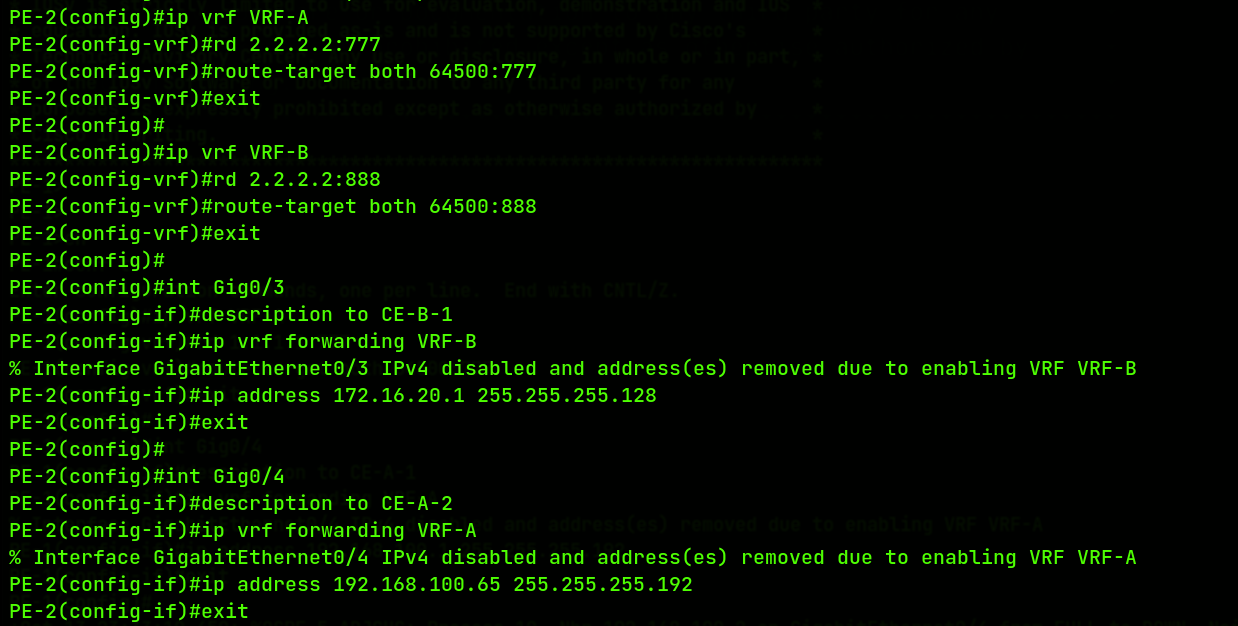 PE-2(config)#ip vrf VRF-A
PE-2(config-vrf)#rd 2.2.2.2:777
PE-2(config-vrf)#route-target both 64500:777
PE-2(config-vrf)#exit
PE-2(config)#
PE-2(config)#ip vrf VRF-B
PE-2(config-vrf)#rd 2.2.2.2:888
PE-2(config-vrf)#route-target both 64500:888
PE-2(config-vrf)#exit
PE-2(config)#
PE-2(config)#int Gig0/3
PE-2(config-if)#description to CE-B-1
PE-2(config-if)#ip vrf forwarding VRF-B
% Interface GigabitEthernet0/3 IPv4 disabled and address(es) removed due to enabling VRF VRF-B
PE-2(config-if)#ip address 172.16.20.1 255.255.255.128
PE-2(config-if)#exit
PE-2(config)#
PE-2(config)#int Gig0/4
PE-2(config-if)#description to CE-A-2
PE-2(config-if)#ip vrf forwarding VRF-A
% Interface GigabitEthernet0/4 IPv4 disabled and address(es) removed due to enabling VRF VRF-A
PE-2(config-if)#ip address 192.168.100.65 255.255.255.192
PE-2(config-if)#exit